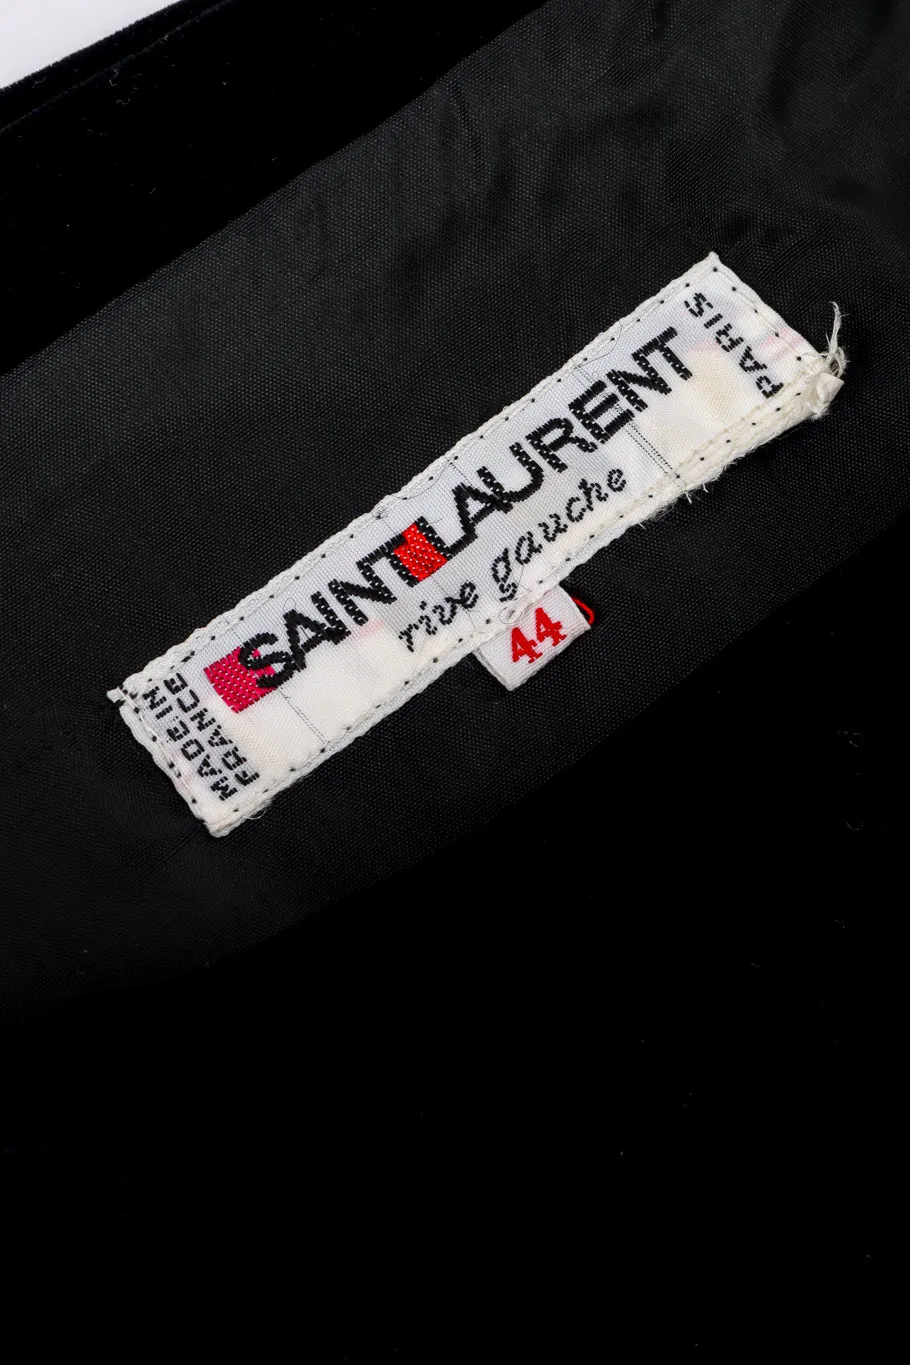 SAINT LAURENT
rive gauche
PARIS
MADE IN
FRANCE
44